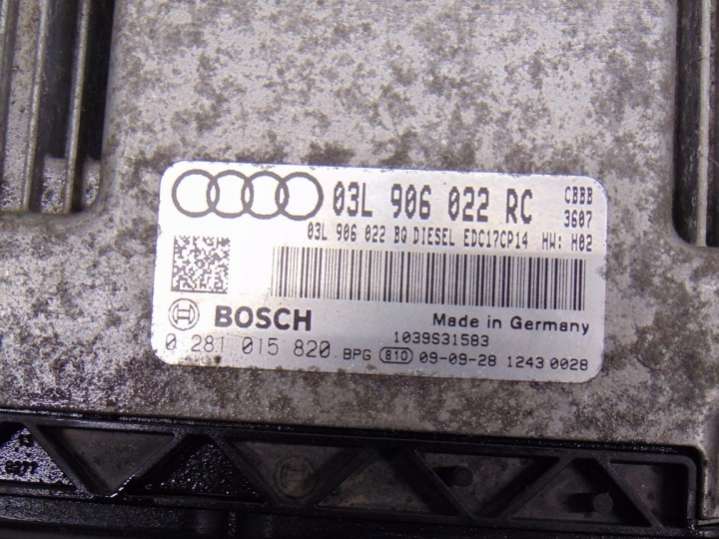 03L 906 022 RC CBBB
3607
03L 906 022 BQ DIESEL EDC17CP14 HW: H02
BOSCH Made in Germany
1039S31583
0 281 015 820 BPG 810 09-09-28 1243 0028